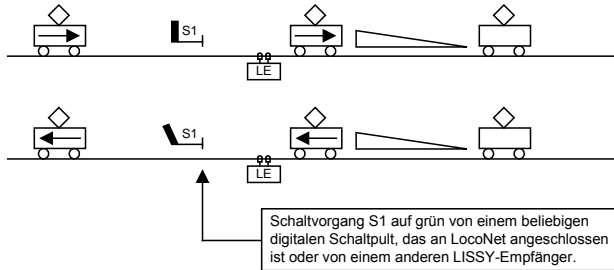 S1
LE
S1
LE
Schaltvorgang S1 auf grün von einem beliebigen
digitalen Schaltpult, das an LocoNet angeschlossen
ist oder von einem anderen LISSY-Empfänger.